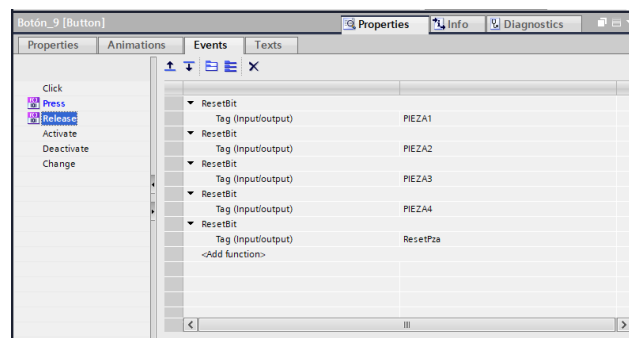 Botón_9 [Button] Properties Info Diagnostics
Properties Animations Events Texts
Click
Press
Release
Activate
Deactivate
Change
ResetBit
Tag (Input/output) PIEZA1
ResetBit
Tag (Input/output) PIEZA2
ResetBit
Tag (Input/output) PIEZA3
ResetBit
Tag (Input/output) PIEZA4
ResetBit
Tag (Input/output) ResetPza
<Add function>